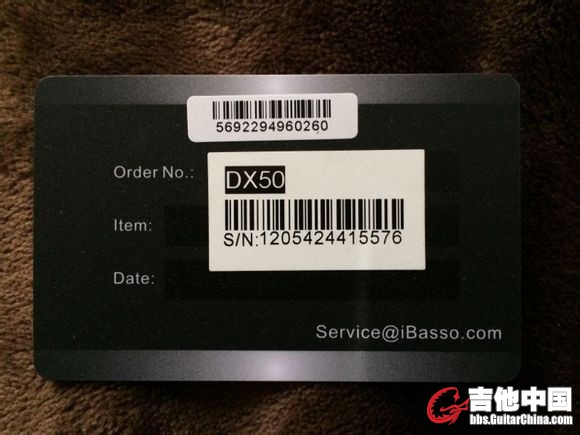 5692294960260
Order No.:
DX50
Item:
S/N:1205424415576
Date:
Service@iBasso.com
吉他中国
bbs.GuitarChina.com